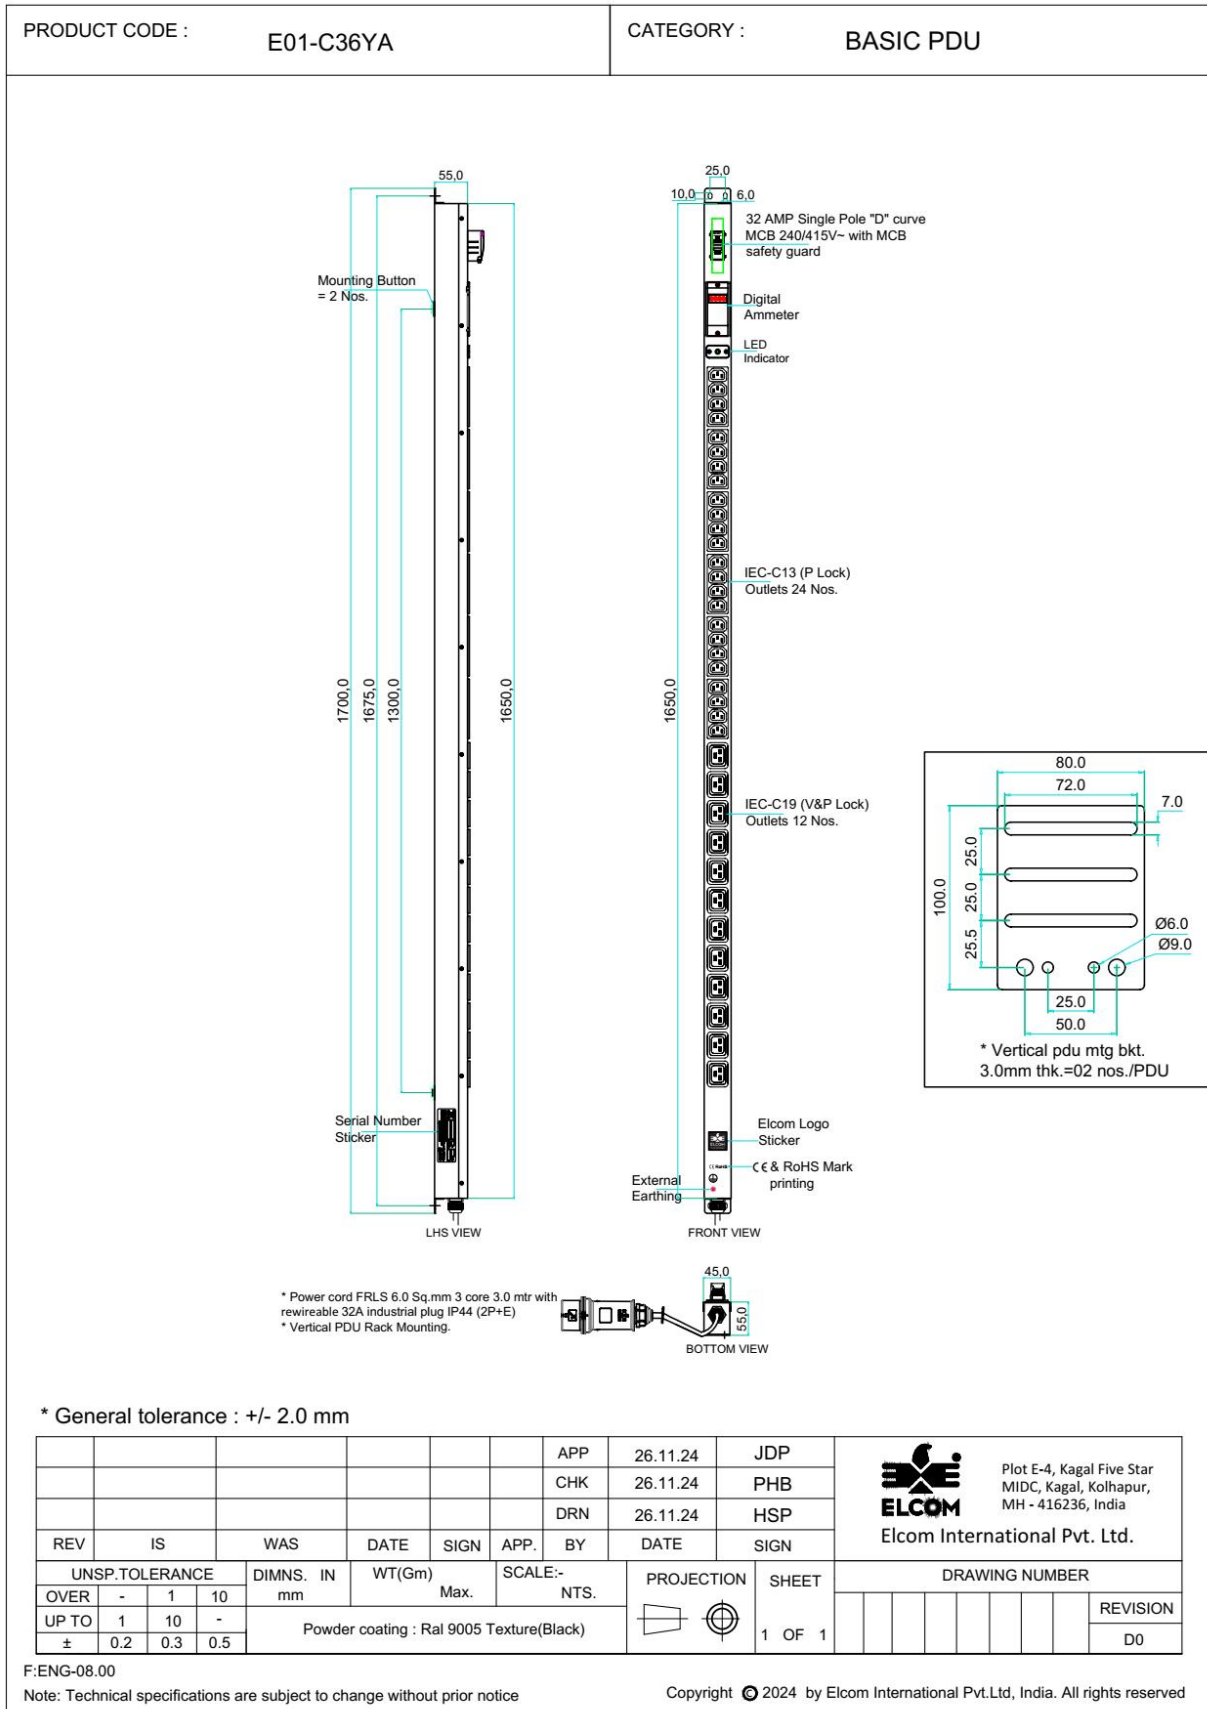 PRODUCT CODE :
E01-C36YA
CATEGORY :
BASIC PDU
55,0
Mounting Button
= 2 Nos.
1700,0
1675,0
1300,0
1650,0
Serial Number
Sticker
LHS VIEW
25,0
10,0
6,0
32 AMP Single Pole "D" curve
MCB 240/415V~ with MCB
safety guard
Digital
Ammeter
LED
Indicator
IEC-C13 (P Lock)
Outlets 24 Nos.
1650,0
IEC-C19 (V&P Lock)
Outlets 12 Nos.
Elcom Logo
Sticker
CE & RoHS Mark
printing
External
Earthing
FRONT VIEW
80.0
72.0
7.0
25.0
100.0
25.0
25.5
Ø6.0
Ø9.0
25.0
50.0
* Vertical pdu mtg bkt.
3.0mm thk.=02 nos./PDU
* Power cord FRLS 6.0 Sq.mm 3 core 3.0 mtr with
rewireable 32A industrial plug IP44 (2P+E)
* Vertical PDU Rack Mounting.
45,0
55,0
BOTTOM VIEW
* General tolerance : +/- 2.0 mm
APP 26.11.24 JDP
CHK 26.11.24 PHB
DRN 26.11.24 HSP
REV IS WAS DATE SIGN APP. BY DATE SIGN
ELCOM
Plot E-4, Kagal Five Star
MIDC, Kagal, Kolhapur,
MH - 416236, India
Elcom International Pvt. Ltd.
UNSP.TOLERANCE
OVER - 1 10
UP TO 1 10 -
± 0.2 0.3 0.5
DIMNS. IN
mm
WT(Gm)
Max.
SCALE:-
NTS.
Powder coating : Ral 9005 Texture(Black)
PROJECTION
SHEET
1 OF 1
DRAWING NUMBER
REVISION
D0
F:ENG-08.00
Note: Technical specifications are subject to change without prior notice
Copyright © 2024 by Elcom International Pvt.Ltd, India. All rights reserved